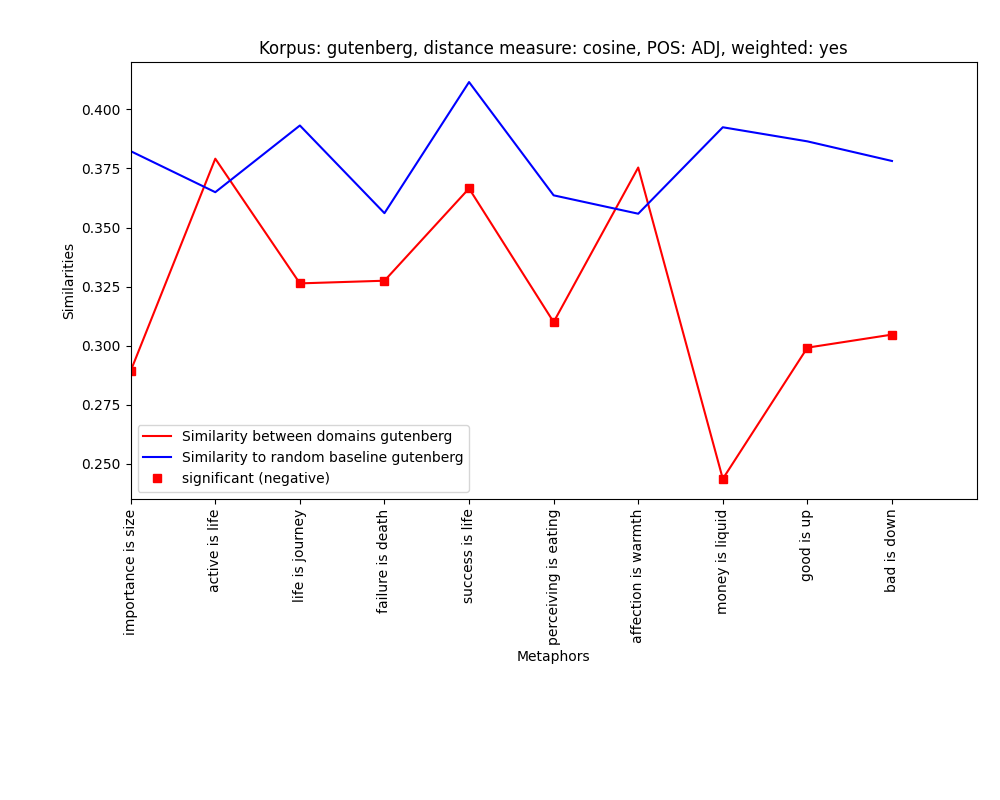 Korpus: gutenberg, distance measure: cosine, POS: ADJ, weighted: yes
0.400
0.375
0.350
0.325
0.300
0.275
0.250
Similarities
Similarity between domains gutenberg
Similarity to random baseline gutenberg
significant (negative)
importance is size
active is life
life is journey
failure is death
success is life
perceiving is eating
affection is warmth
money is liquid
good is up
bad is down
Metaphors